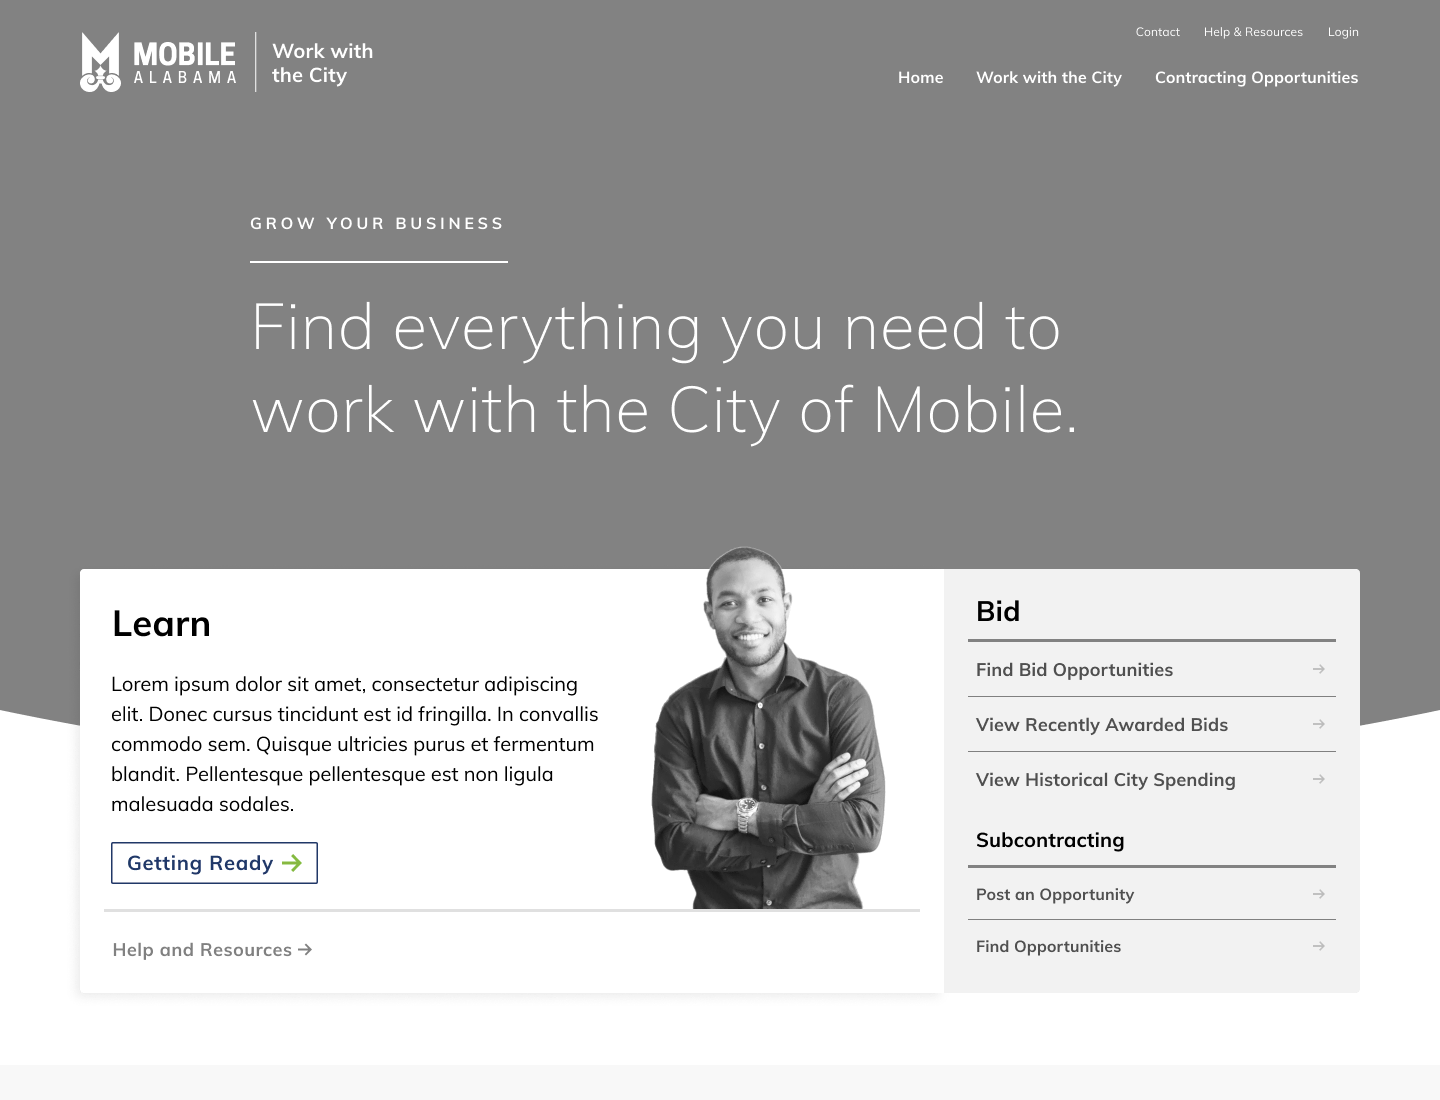 MOBILE
ALABAMA
Work with
the City
Contact Help & Resources Login
Home Work with the City Contracting Opportunities
GROW YOUR BUSINESS
Find everything you need to
work with the City of Mobile.
Learn
Lorem ipsum dolor sit amet, consectetur adipiscing
elit. Donec cursus tincidunt est id fringilla. In convallis
commodo sem. Quisque ultricies purus et fermentum
blandit. Pellentesque pellentesque est non ligula
malesuada sodales.
Getting Ready
Help and Resources
Bid
Find Bid Opportunities
View Recently Awarded Bids
View Historical City Spending
Subcontracting
Post an Opportunity
Find Opportunities